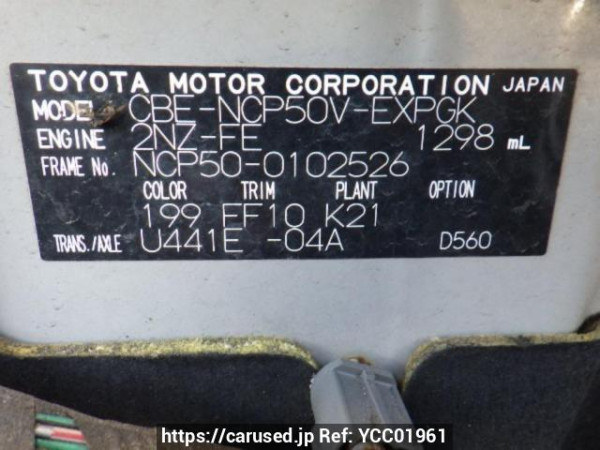 TOYOTA MOTOR CORPORATION JAPAN
MODEL CBE-NCP50V-EXPGK
ENGINE 2NZ-FE 1298 mL
FRAME No. NCP50-0102526
COLOR TRIM PLANT OPTION
199 EF10 K21
TRANS./AXLE U441E -04A D560
https://carused.jp Ref: YCC01961